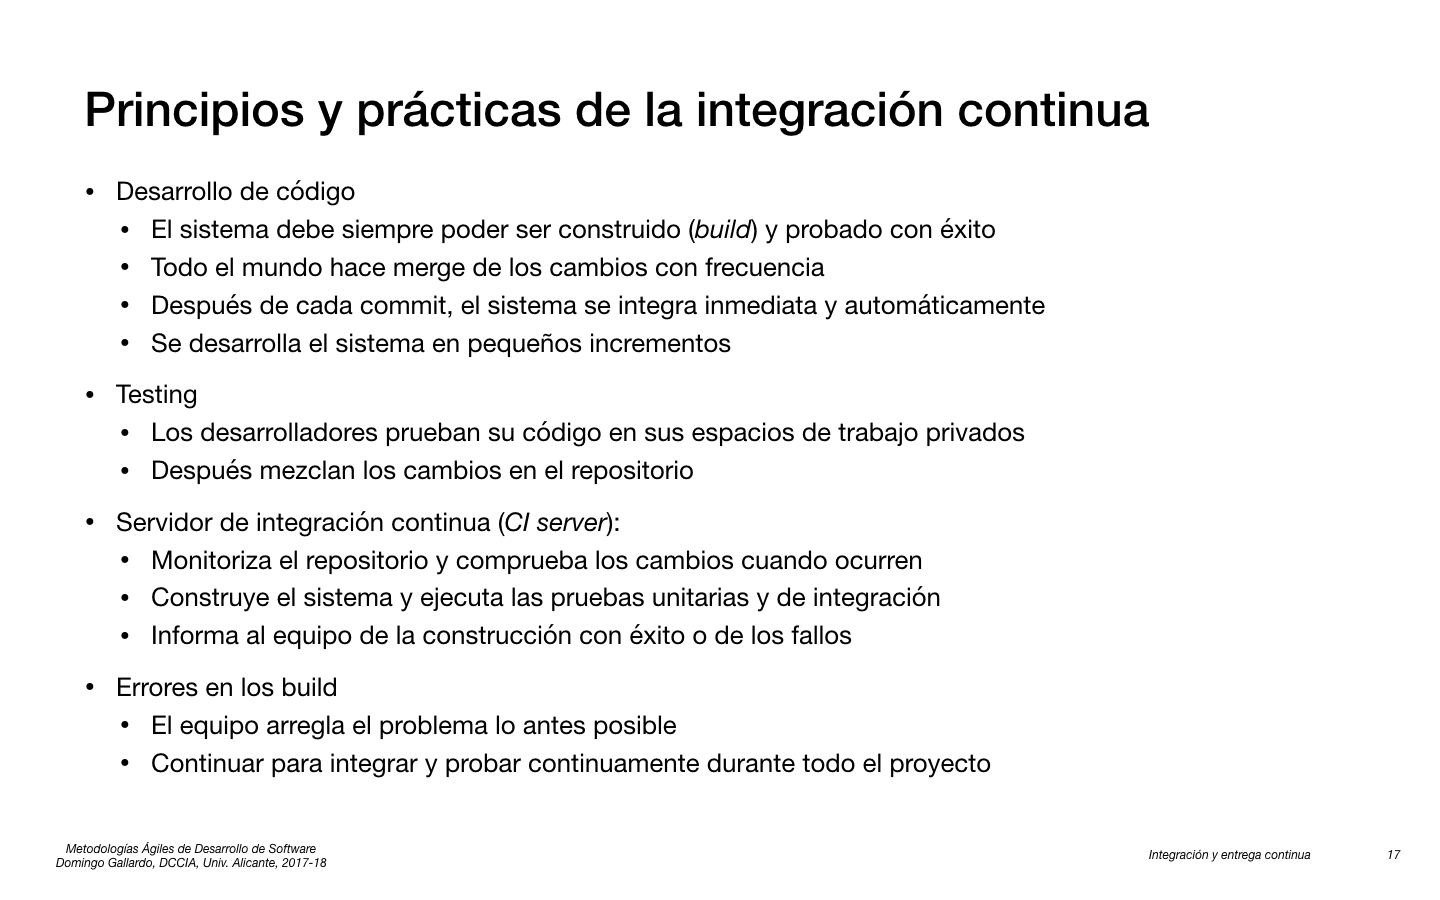 Principios y prácticas de la integración continua
• Desarrollo de código
• El sistema debe siempre poder ser construido (build) y probado con éxito
• Todo el mundo hace merge de los cambios con frecuencia
• Después de cada commit, el sistema se integra inmediata y automáticamente
• Se desarrolla el sistema en pequeños incrementos
• Testing
• Los desarrolladores prueban su código en sus espacios de trabajo privados
• Después mezclan los cambios en el repositorio
• Servidor de integración continua (CI server):
• Monitoriza el repositorio y comprueba los cambios cuando ocurren
• Construye el sistema y ejecuta las pruebas unitarias y de integración
• Informa al equipo de la construcción con éxito o de los fallos
• Errores en los build
• El equipo arregla el problema lo antes posible
• Continuar para integrar y probar continuamente durante todo el proyecto
Metodologías Ágiles de Desarrollo de Software
Domingo Gallardo, DCCIA, Univ. Alicante, 2017-18
Integración y entrega continua
17